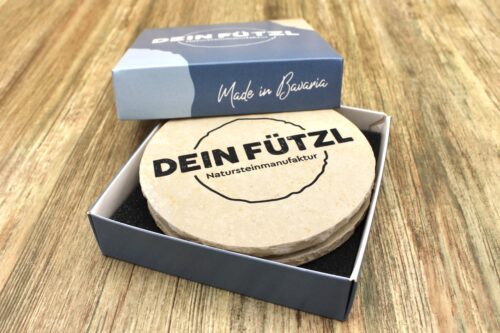 DEIN FÜTZL
Made in Bavaria
DEIN FÜTZL
Natursteinmanufaktur